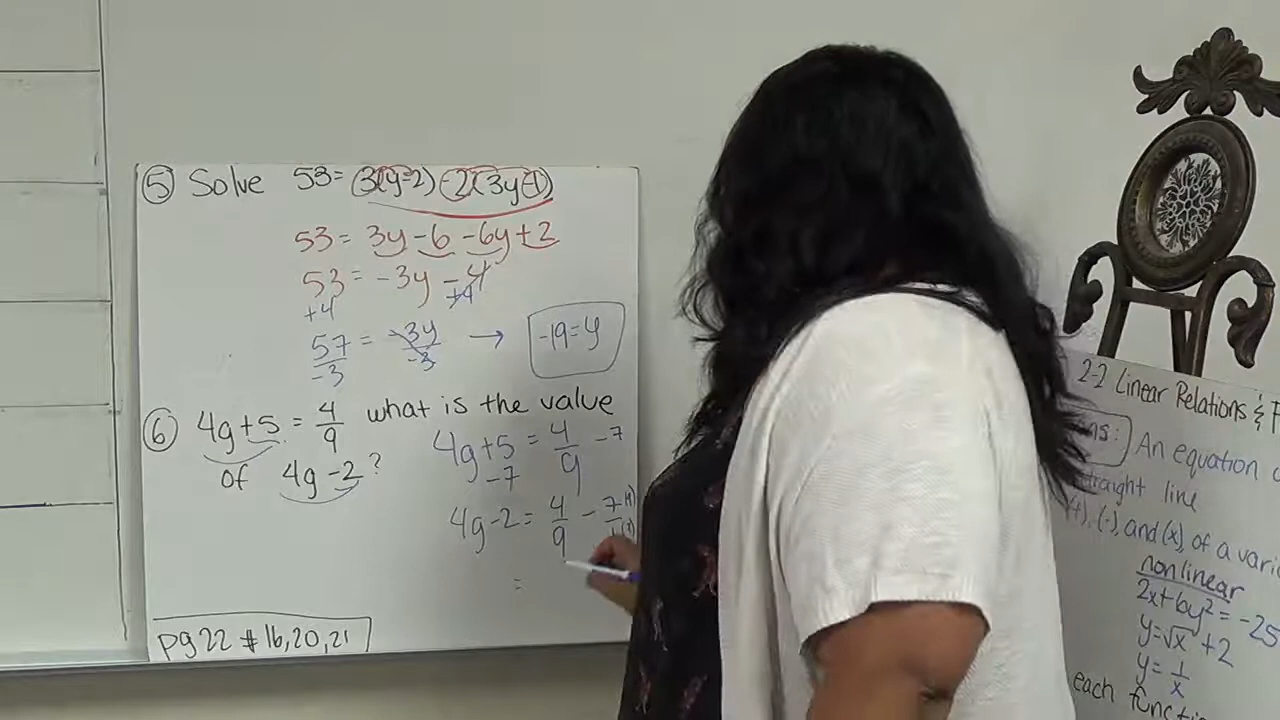 ⑤ Solve 53 = (3(y-2) -2(3y-1)
53 = 3y - 6 - 6y + 2
53 = -3y - 4
+4 +4
57 = -3y → -19 = y
-3 -3
⑥ 4g + 5 = 4/9 what is the value
of 4g - 2?
4g + 5 = 4/9 - 7
-7
4g - 2 = 4/9 - 7
=
pg 22 # 16, 20, 21
2-2 Linear Relations &
An equation
straight line
(-), and (x), of a
nonlinear
2x + 6y² = -25
y = √x + 2
y = 1/x
each